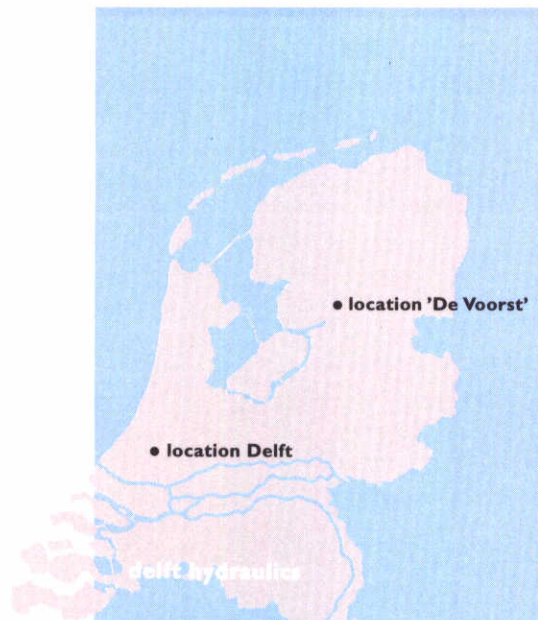 • location 'De Voorst'
• location Delft
delft hydraulics